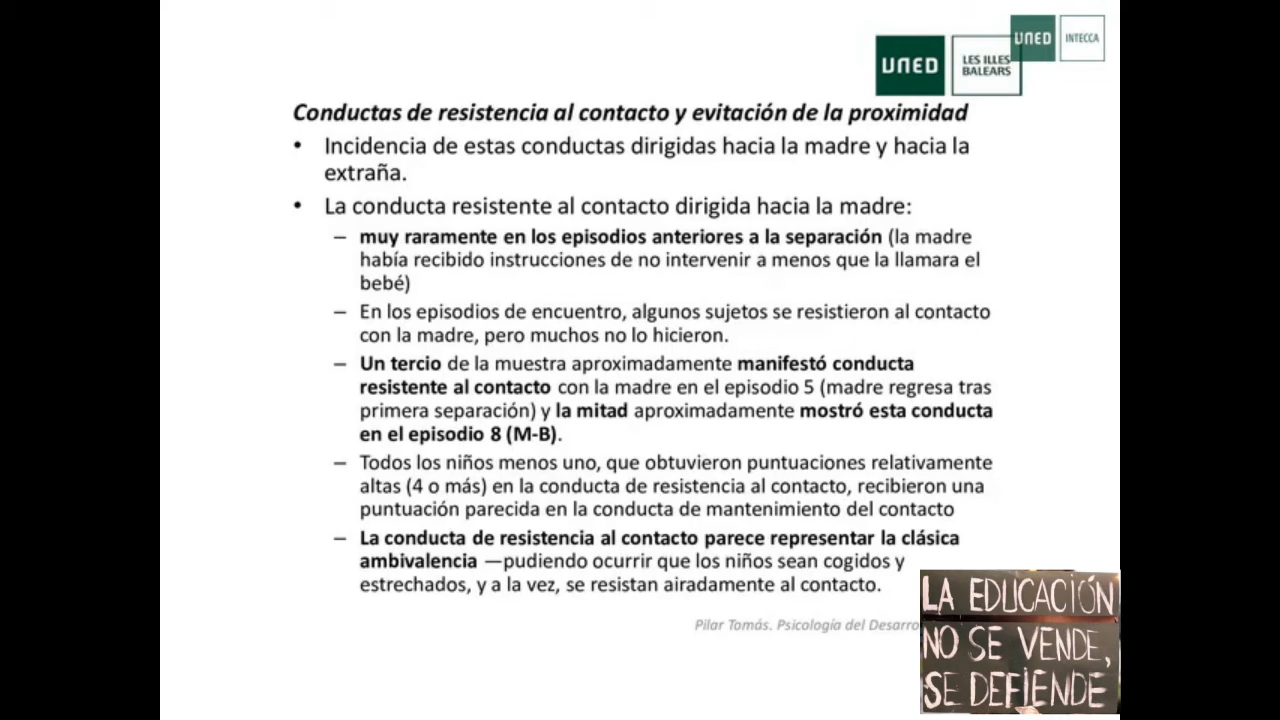 UNED
INTECCA
UNED
LES ILLES
BALEARS
Conductas de resistencia al contacto y evitación de la proximidad
• Incidencia de estas conductas dirigidas hacia la madre y hacia la
extraña.
• La conducta resistente al contacto dirigida hacia la madre:
– muy raramente en los episodios anteriores a la separación (la madre
había recibido instrucciones de no intervenir a menos que la llamara el
bebé)
– En los episodios de encuentro, algunos sujetos se resistieron al contacto
con la madre, pero muchos no lo hicieron.
– Un tercio de la muestra aproximadamente manifestó conducta
resistente al contacto con la madre en el episodio 5 (madre regresa tras
primera separación) y la mitad aproximadamente mostró esta conducta
en el episodio 8 (M-B).
– Todos los niños menos uno, que obtuvieron puntuaciones relativamente
altas (4 o más) en la conducta de resistencia al contacto, recibieron una
puntuación parecida en la conducta de mantenimiento del contacto
– La conducta de resistencia al contacto parece representar la clásica
ambivalencia —pudiendo ocurrir que los niños sean cogidos y
estrechados, y a la vez, se resistan airadamente al contacto.
Pilar Tomás. Psicología del Desarro
LA EDUCACIÓN
NO SE VENDE,
SE DEFIENDE